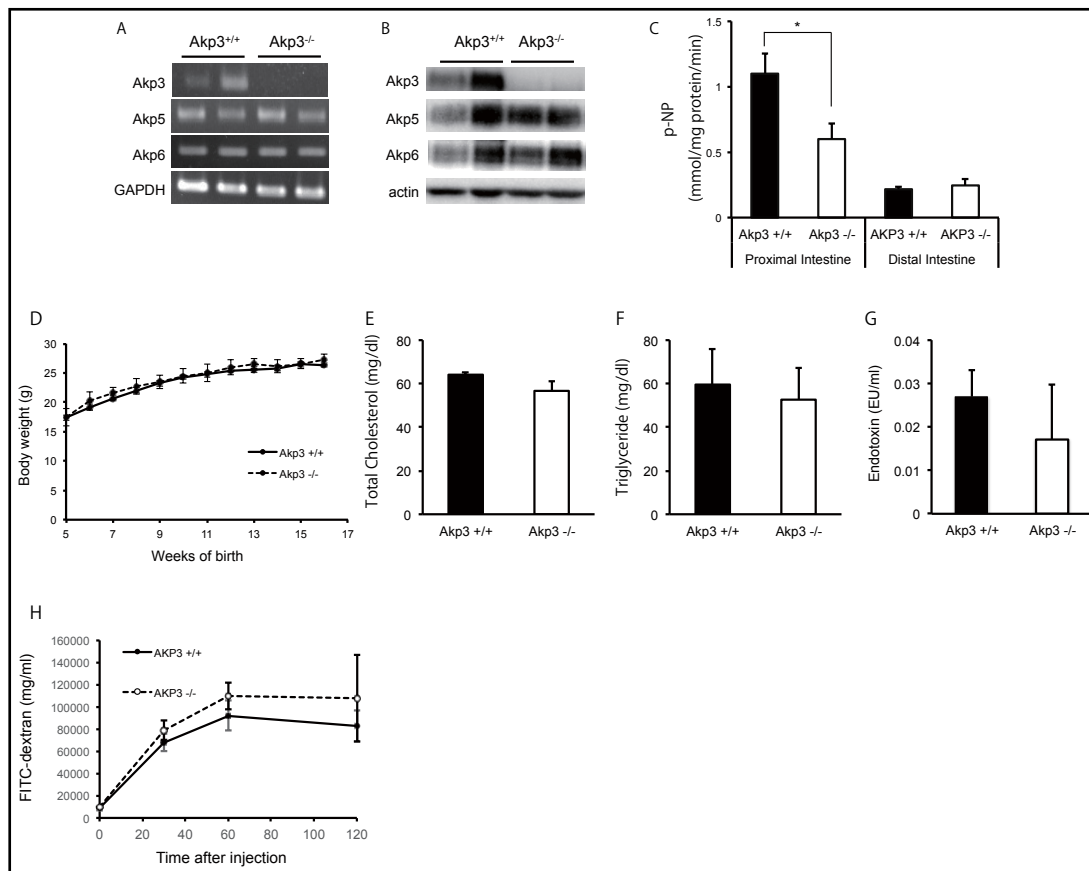 A
Akp3+/+ Akp3-/-
Akp3
Akp5
Akp6
GAPDH
B
Akp3+/+ Akp3-/-
Akp3
Akp5
Akp6
actin
C
p-NP
(mmol/mg protein/min)
1.5
1
0.5
0
*
Akp3 +/+ Akp3 -/- AKP3 +/+ AKP3 -/-
Proximal Intestine Distal Intestine
D
Body weight (g)
30
25
20
15
10
5
0
Akp3 +/+
Akp3 -/-
5 7 9 11 13 15 17
Weeks of birth
E
Total Cholesterol (mg/dl)
80
60
40
20
0
Akp3 +/+ Akp3 -/-
F
Triglyceride (mg/dl)
80
60
40
20
0
Akp3 +/+ Akp3 -/-
G
Endotoxin (EU/ml)
0.04
0.03
0.02
0.01
0
Akp3 +/+ Akp3 -/-
H
FITC-dextran (mg/ml)
160000
140000
120000
100000
80000
60000
40000
20000
0
AKP3 +/+
AKP3 -/-
0 20 40 60 80 100 120
Time after injection